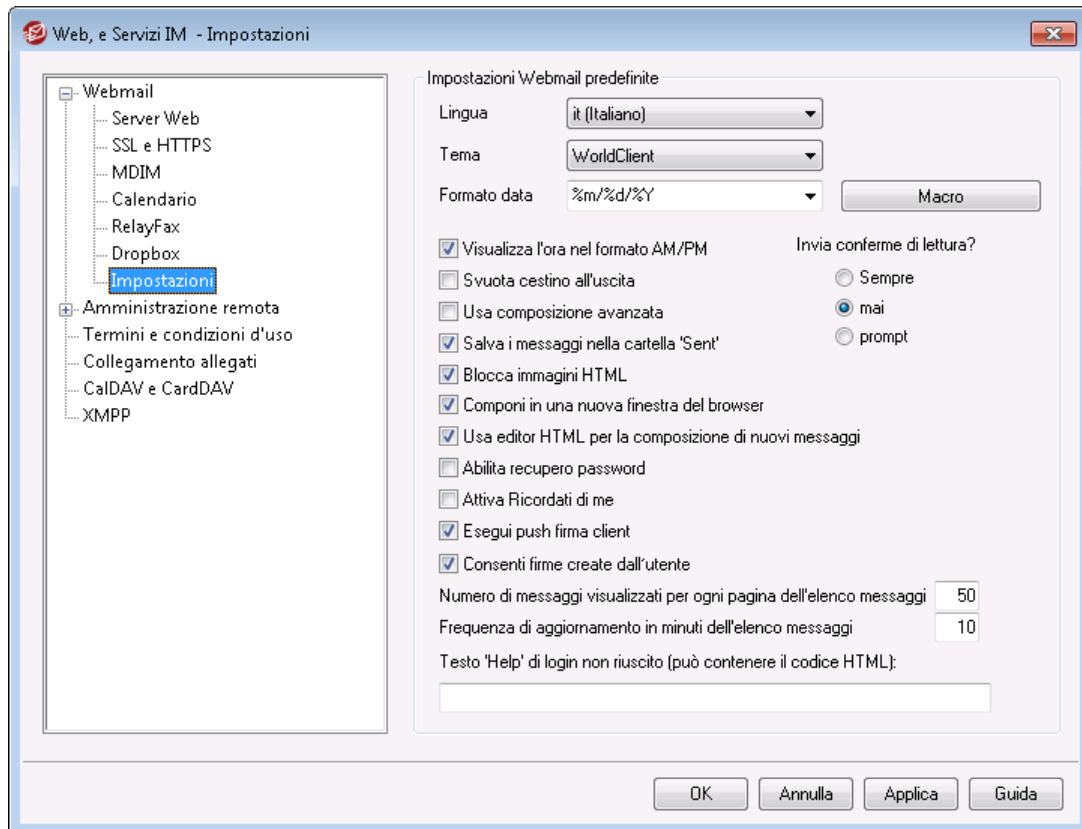 Web, e Servizi IM - Impostazioni
Webmail
Server Web
SSL e HTTPS
MDIM
Calendario
RelayFax
Dropbox
Impostazioni
Amministrazione remota
Termini e condizioni d'uso
Collegamento allegati
CalDAV e CardDAV
XMPP
Impostazioni Webmail predefinite
Lingua it (Italiano)
Tema WorldClient
Formato data %m/%d/%Y Macro
Visualizza l'ora nel formato AM/PM
Svuota cestino all'uscita
Usa composizione avanzata
Salva i messaggi nella cartella 'Sent'
Blocca immagini HTML
Componi in una nuova finestra del browser
Usa editor HTML per la composizione di nuovi messaggi
Abilita recupero password
Attiva Ricordati di me
Esegui push firma client
Consenti firme create dall'utente
Invia conferme di lettura?
Sempre
mai
prompt
Numero di messaggi visualizzati per ogni pagina dell'elenco messaggi 50
Frequenza di aggiornamento in minuti dell'elenco messaggi 10
Testo 'Help' di login non riuscito (può contenere il codice HTML):
OK Annulla Applica Guida